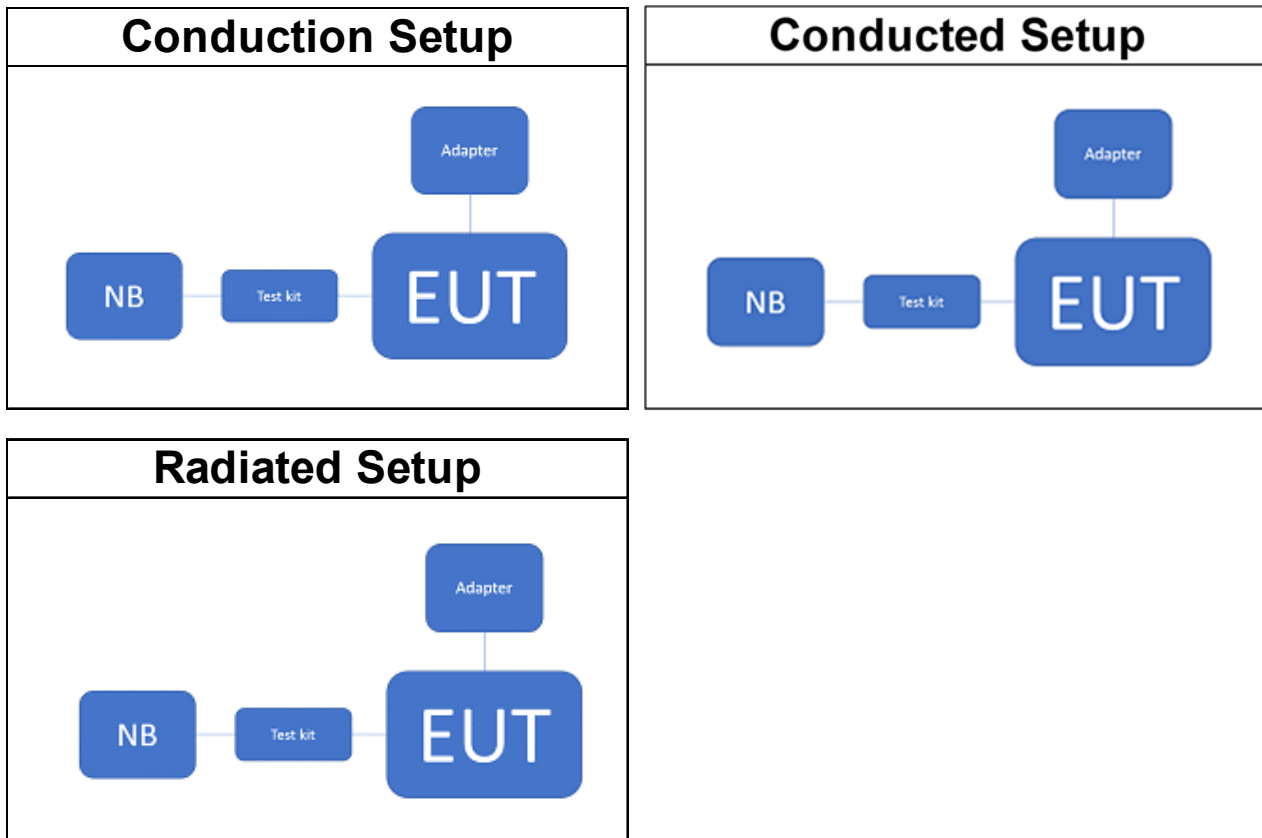 Conduction Setup
Adapter
NB
Test kit
EUT
Conducted Setup
Adapter
NB
Test kit
EUT
Radiated Setup
Adapter
NB
Test kit
EUT